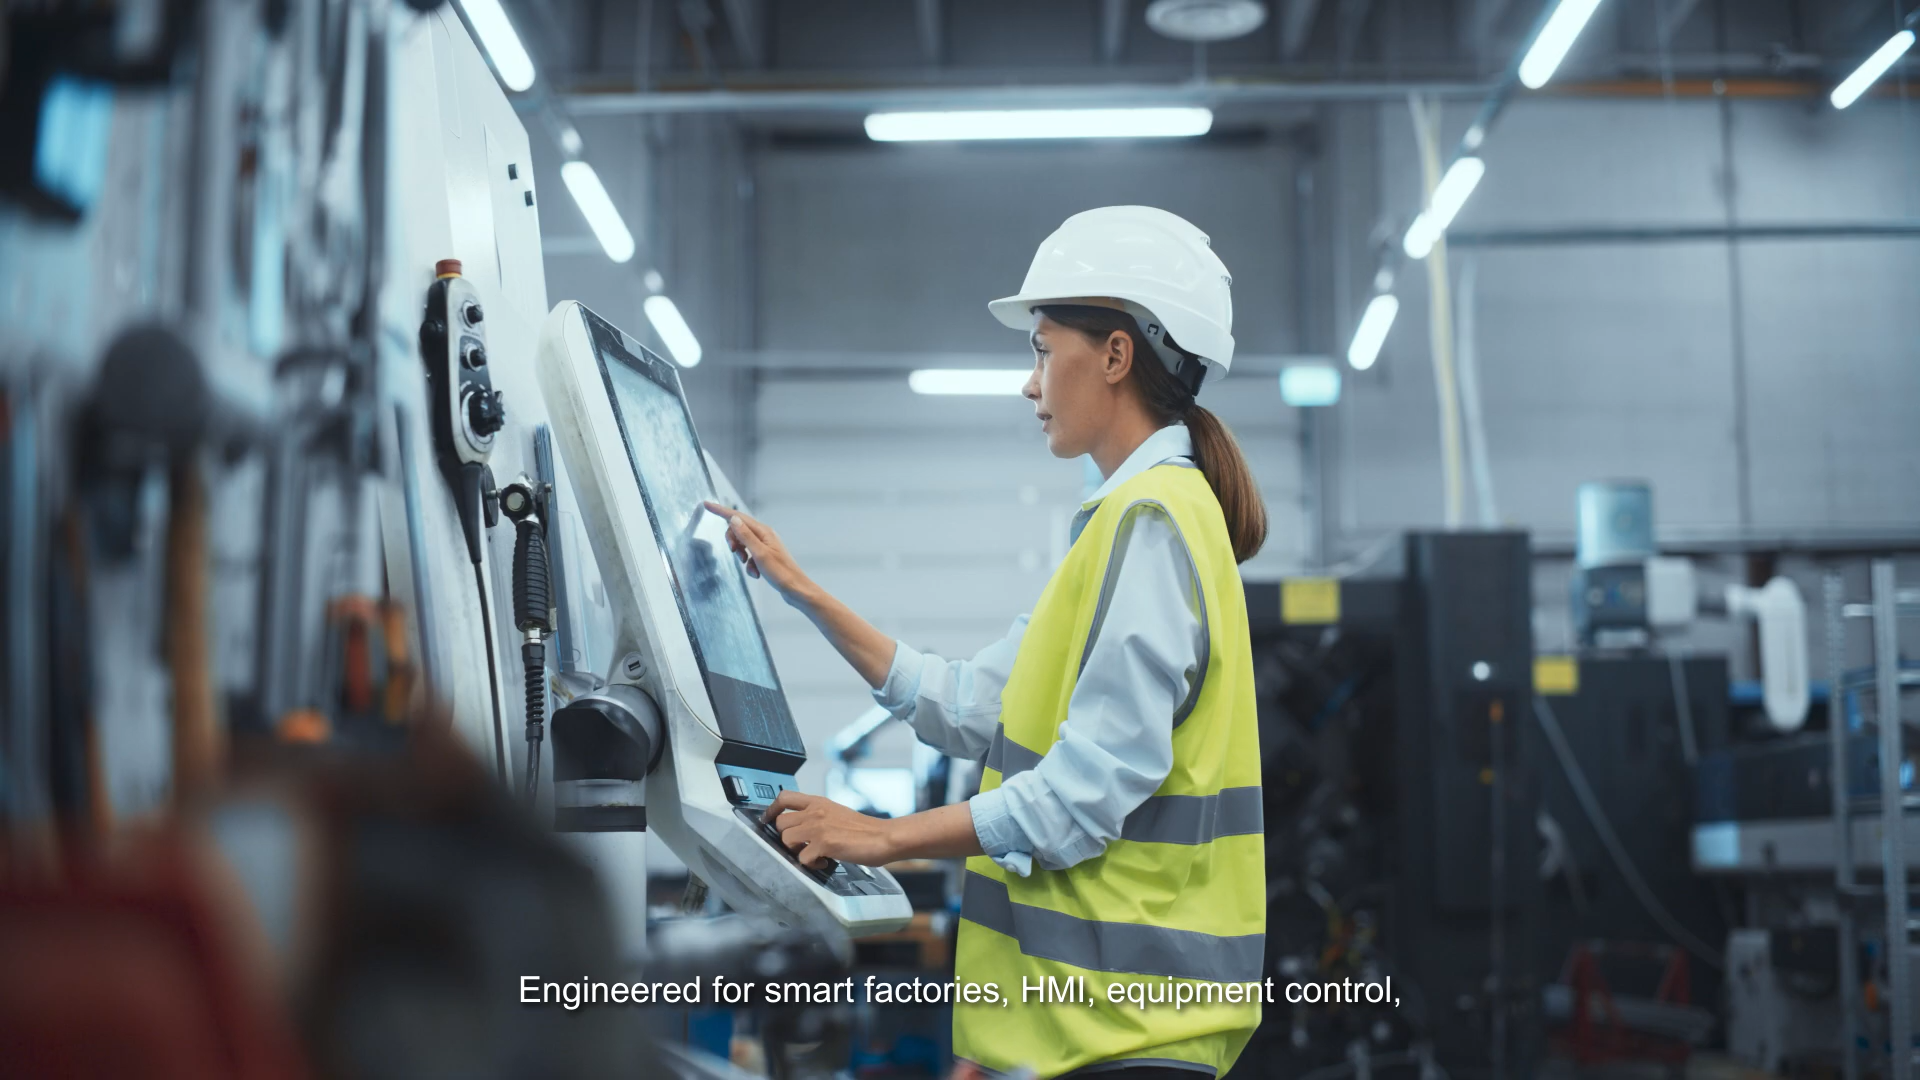 Engineered for smart factories, HMI, equipment control,